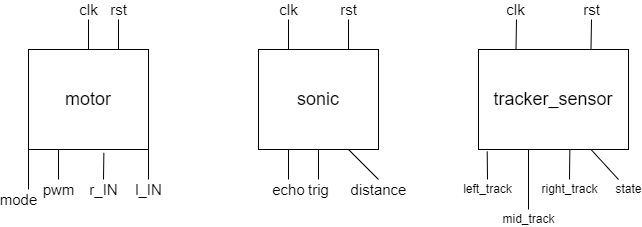 clk rst
clk rst
clk rst
motor
sonic
tracker_sensor
mode pwm r_IN l_IN
echo trig distance
left_track mid_track right_track state